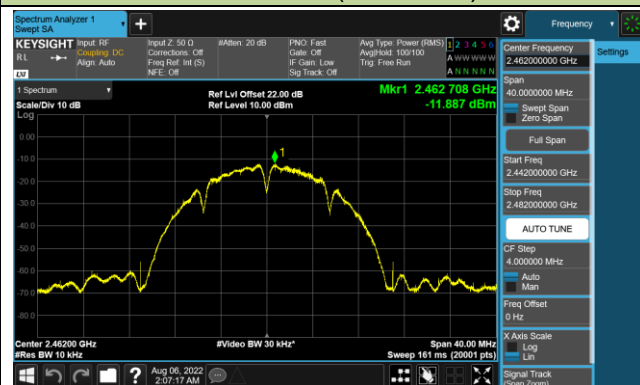 Spectrum Analyzer 1
Swept SA
Frequency
KEYSIGHT
RL
Input: RF
Coupling: DC
Align: Auto
Input Z: 50 Ω
Corrections: Off
Freq Ref: Int (S)
NFE: Off
#Atten: 20 dB
PNO: Fast
Gate: Off
IF Gain: Low
Sig Track: Off
Avg Type: Power (RMS)
Avg|Hold: 100/100
Trig: Free Run
1 2 3 4 5 6
A W W W W W
A N N N N N
LXI
1 Spectrum
Scale/Div 10 dB
Log
Ref Lvl Offset 22.00 dB
Ref Level 10.00 dBm
Mkr1 2.462 708 GHz
-11.887 dBm
1
0.00
-10.0
-20.0
-30.0
-40.0
-50.0
-60.0
-70.0
-80.0
Center 2.46200 GHz
#Res BW 10 kHz
#Video BW 30 kHz*
Span 40.00 MHz
Sweep 161 ms (20001 pts)
Aug 06, 2022
2:07:17 AM
Center Frequency
2.462000000 GHz
Settings
Span
40.0000000 MHz
Swept Span
Zero Span
Full Span
Start Freq
2.442000000 GHz
Stop Freq
2.482000000 GHz
AUTO TUNE
CF Step
4.000000 MHz
Auto
Man
Freq Offset
0 Hz
X Axis Scale
Log
Lin
Signal Track
(Span Zoom)